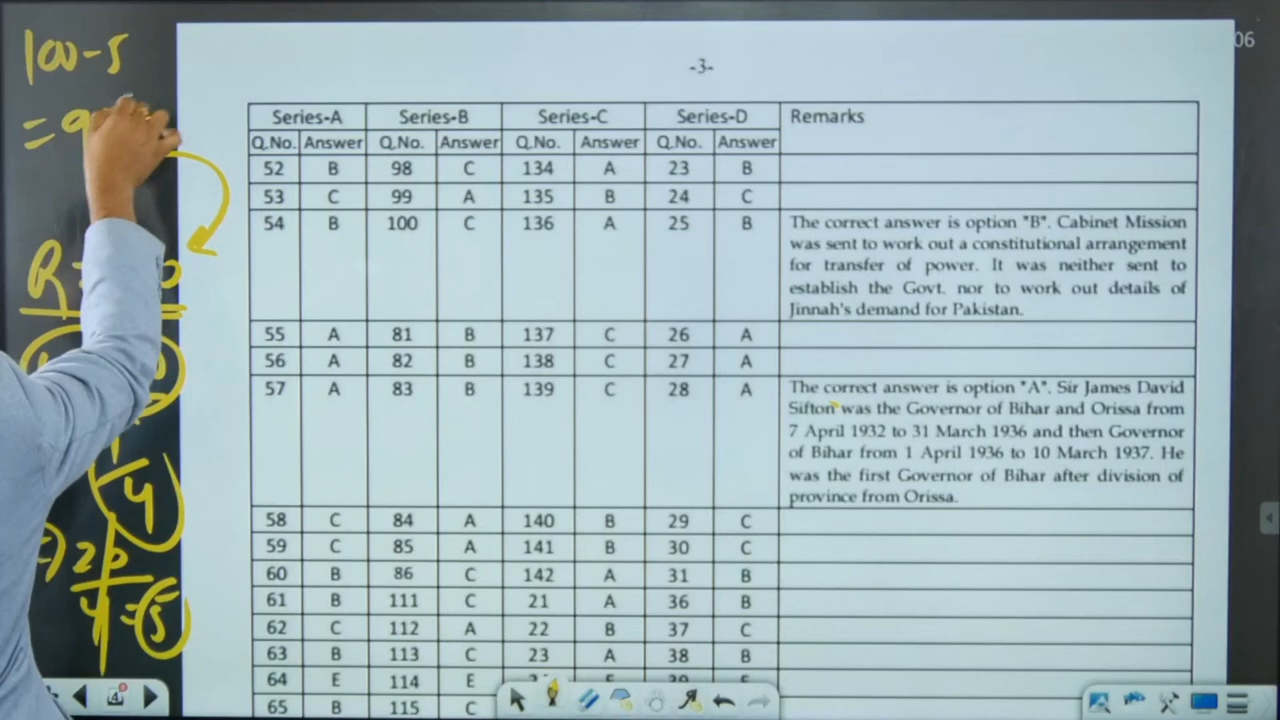 100-5
06
-3-
Series-A Series-B Series-C Series-D Remarks
Q.No. Answer Q.No. Answer Q.No. Answer Q.No. Answer
52 B 98 C 134 A 23 B
53 C 99 A 135 B 24 C
54 B 100 C 136 A 25 B The correct answer is option "B". Cabinet Mission
was sent to work out a constitutional arrangement
for transfer of power. It was neither sent to
establish the Govt. nor to work out details of
Jinnah's demand for Pakistan.
55 A 81 B 137 C 26 A
56 A 82 B 138 C 27 A
57 A 83 B 139 C 28 A The correct answer is option "A". Sir James David
Sifton was the Governor of Bihar and Orissa from
7 April 1932 to 31 March 1936 and then Governor
of Bihar from 1 April 1936 to 10 March 1937. He
was the first Governor of Bihar after division of
province from Orissa.
58 C 84 A 140 B 29 C
59 C 85 A 141 B 30 C
60 B 86 C 142 A 31 B
61 B 111 C 21 A 36 B
62 C 112 A 22 B 37 C
63 B 113 C 23 A 38 B
64 E 114 E
65 B 115 C